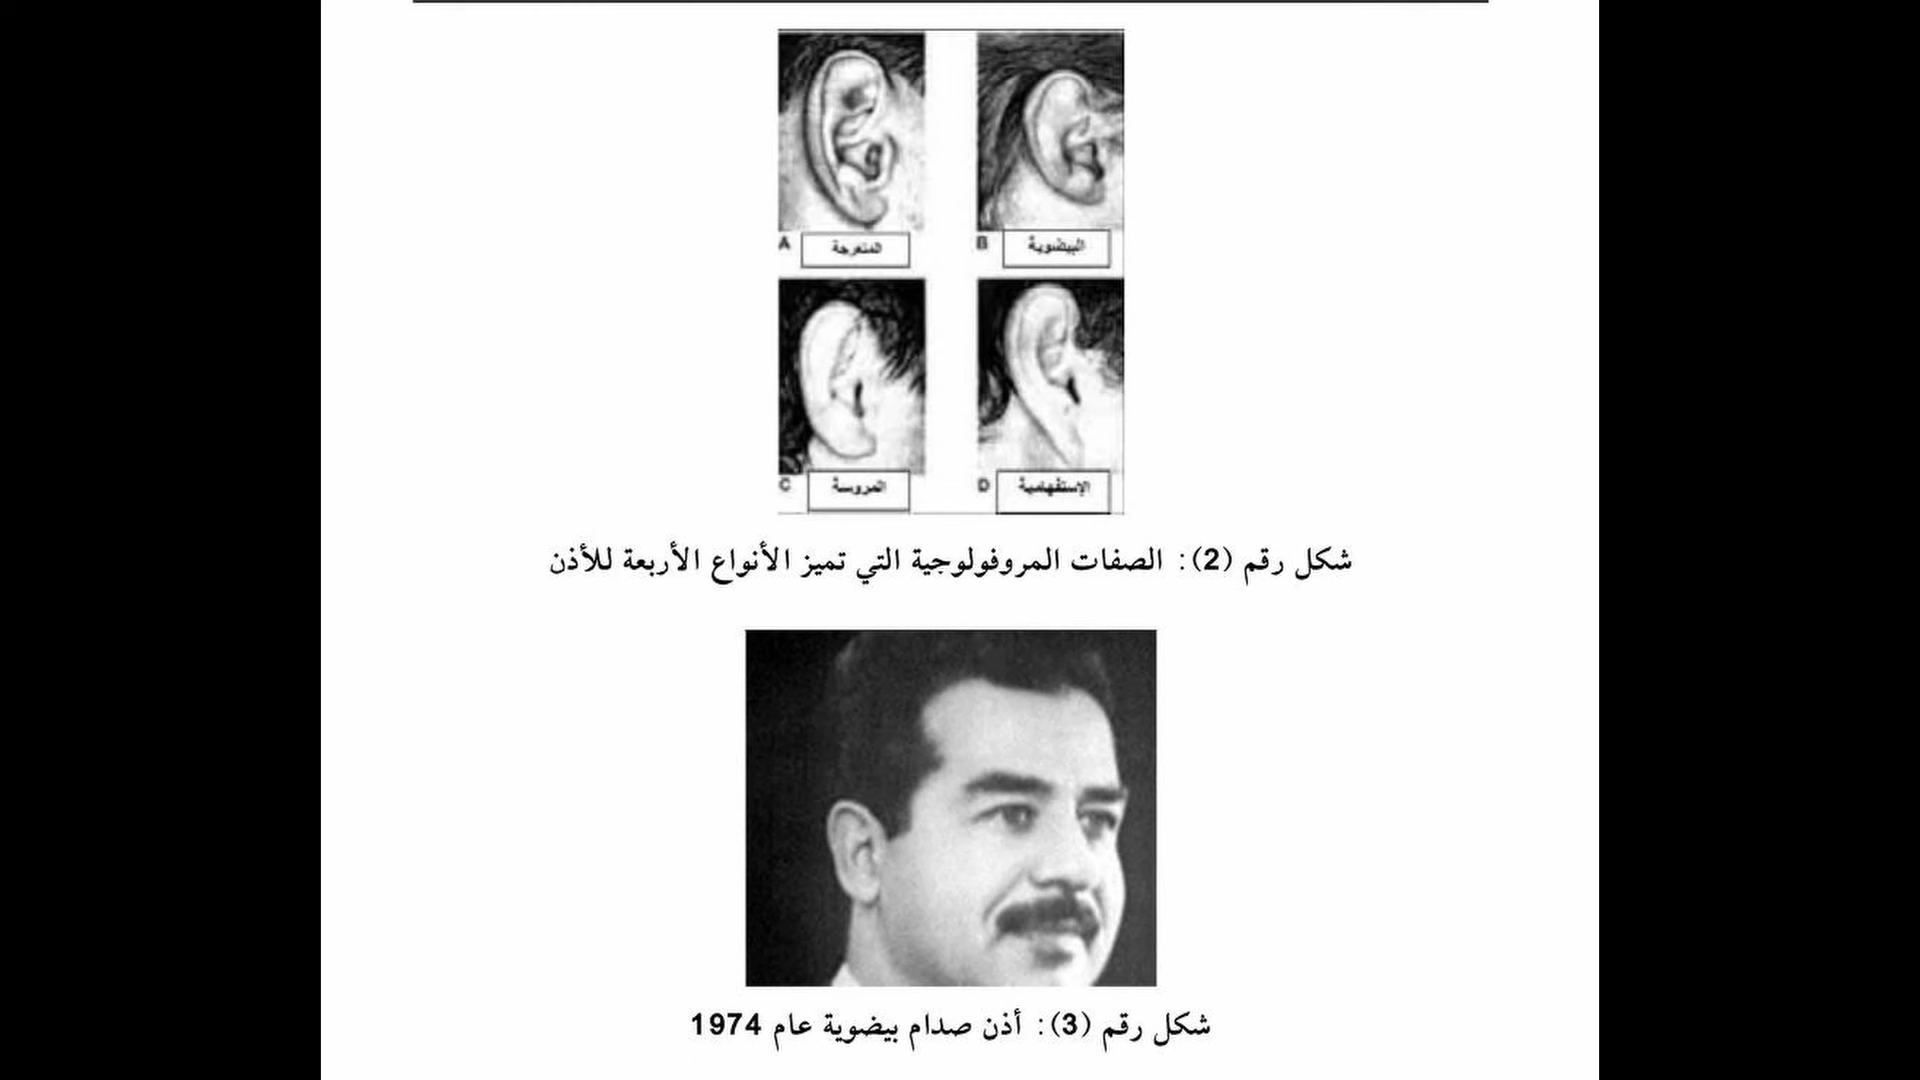 A المتعرجة
B البيضوية
C المروسة
D الإستفهامية
شكل رقم (2): الصفات المروفولوجية التي تميز الأنواع الأربعة للأذن
شكل رقم (3): أذن صدام بيضوية عام 1974